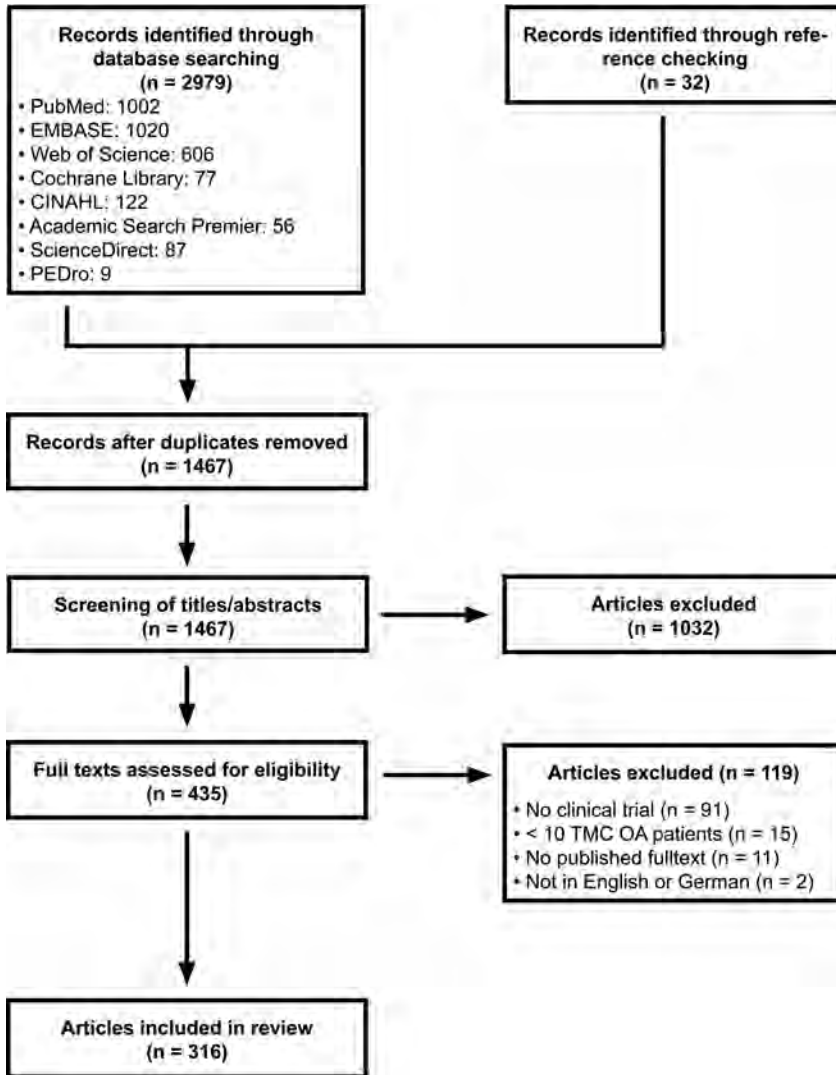 Records identified through
database searching
(n = 2979)
• PubMed: 1002
• EMBASE: 1020
• Web of Science: 606
• Cochrane Library: 77
• CINAHL: 122
• Academic Search Premier: 56
• ScienceDirect: 87
• PEDro: 9
Records identified through refe-
rence checking
(n = 32)
Records after duplicates removed
(n = 1467)
Screening of titles/abstracts
(n = 1467)
Articles excluded
(n = 1032)
Full texts assessed for eligibility
(n = 435)
Articles excluded (n = 119)
• No clinical trial (n = 91)
• < 10 TMC OA patients (n = 15)
• No published fulltext (n = 11)
• Not in English or German (n = 2)
Articles included in review
(n = 316)